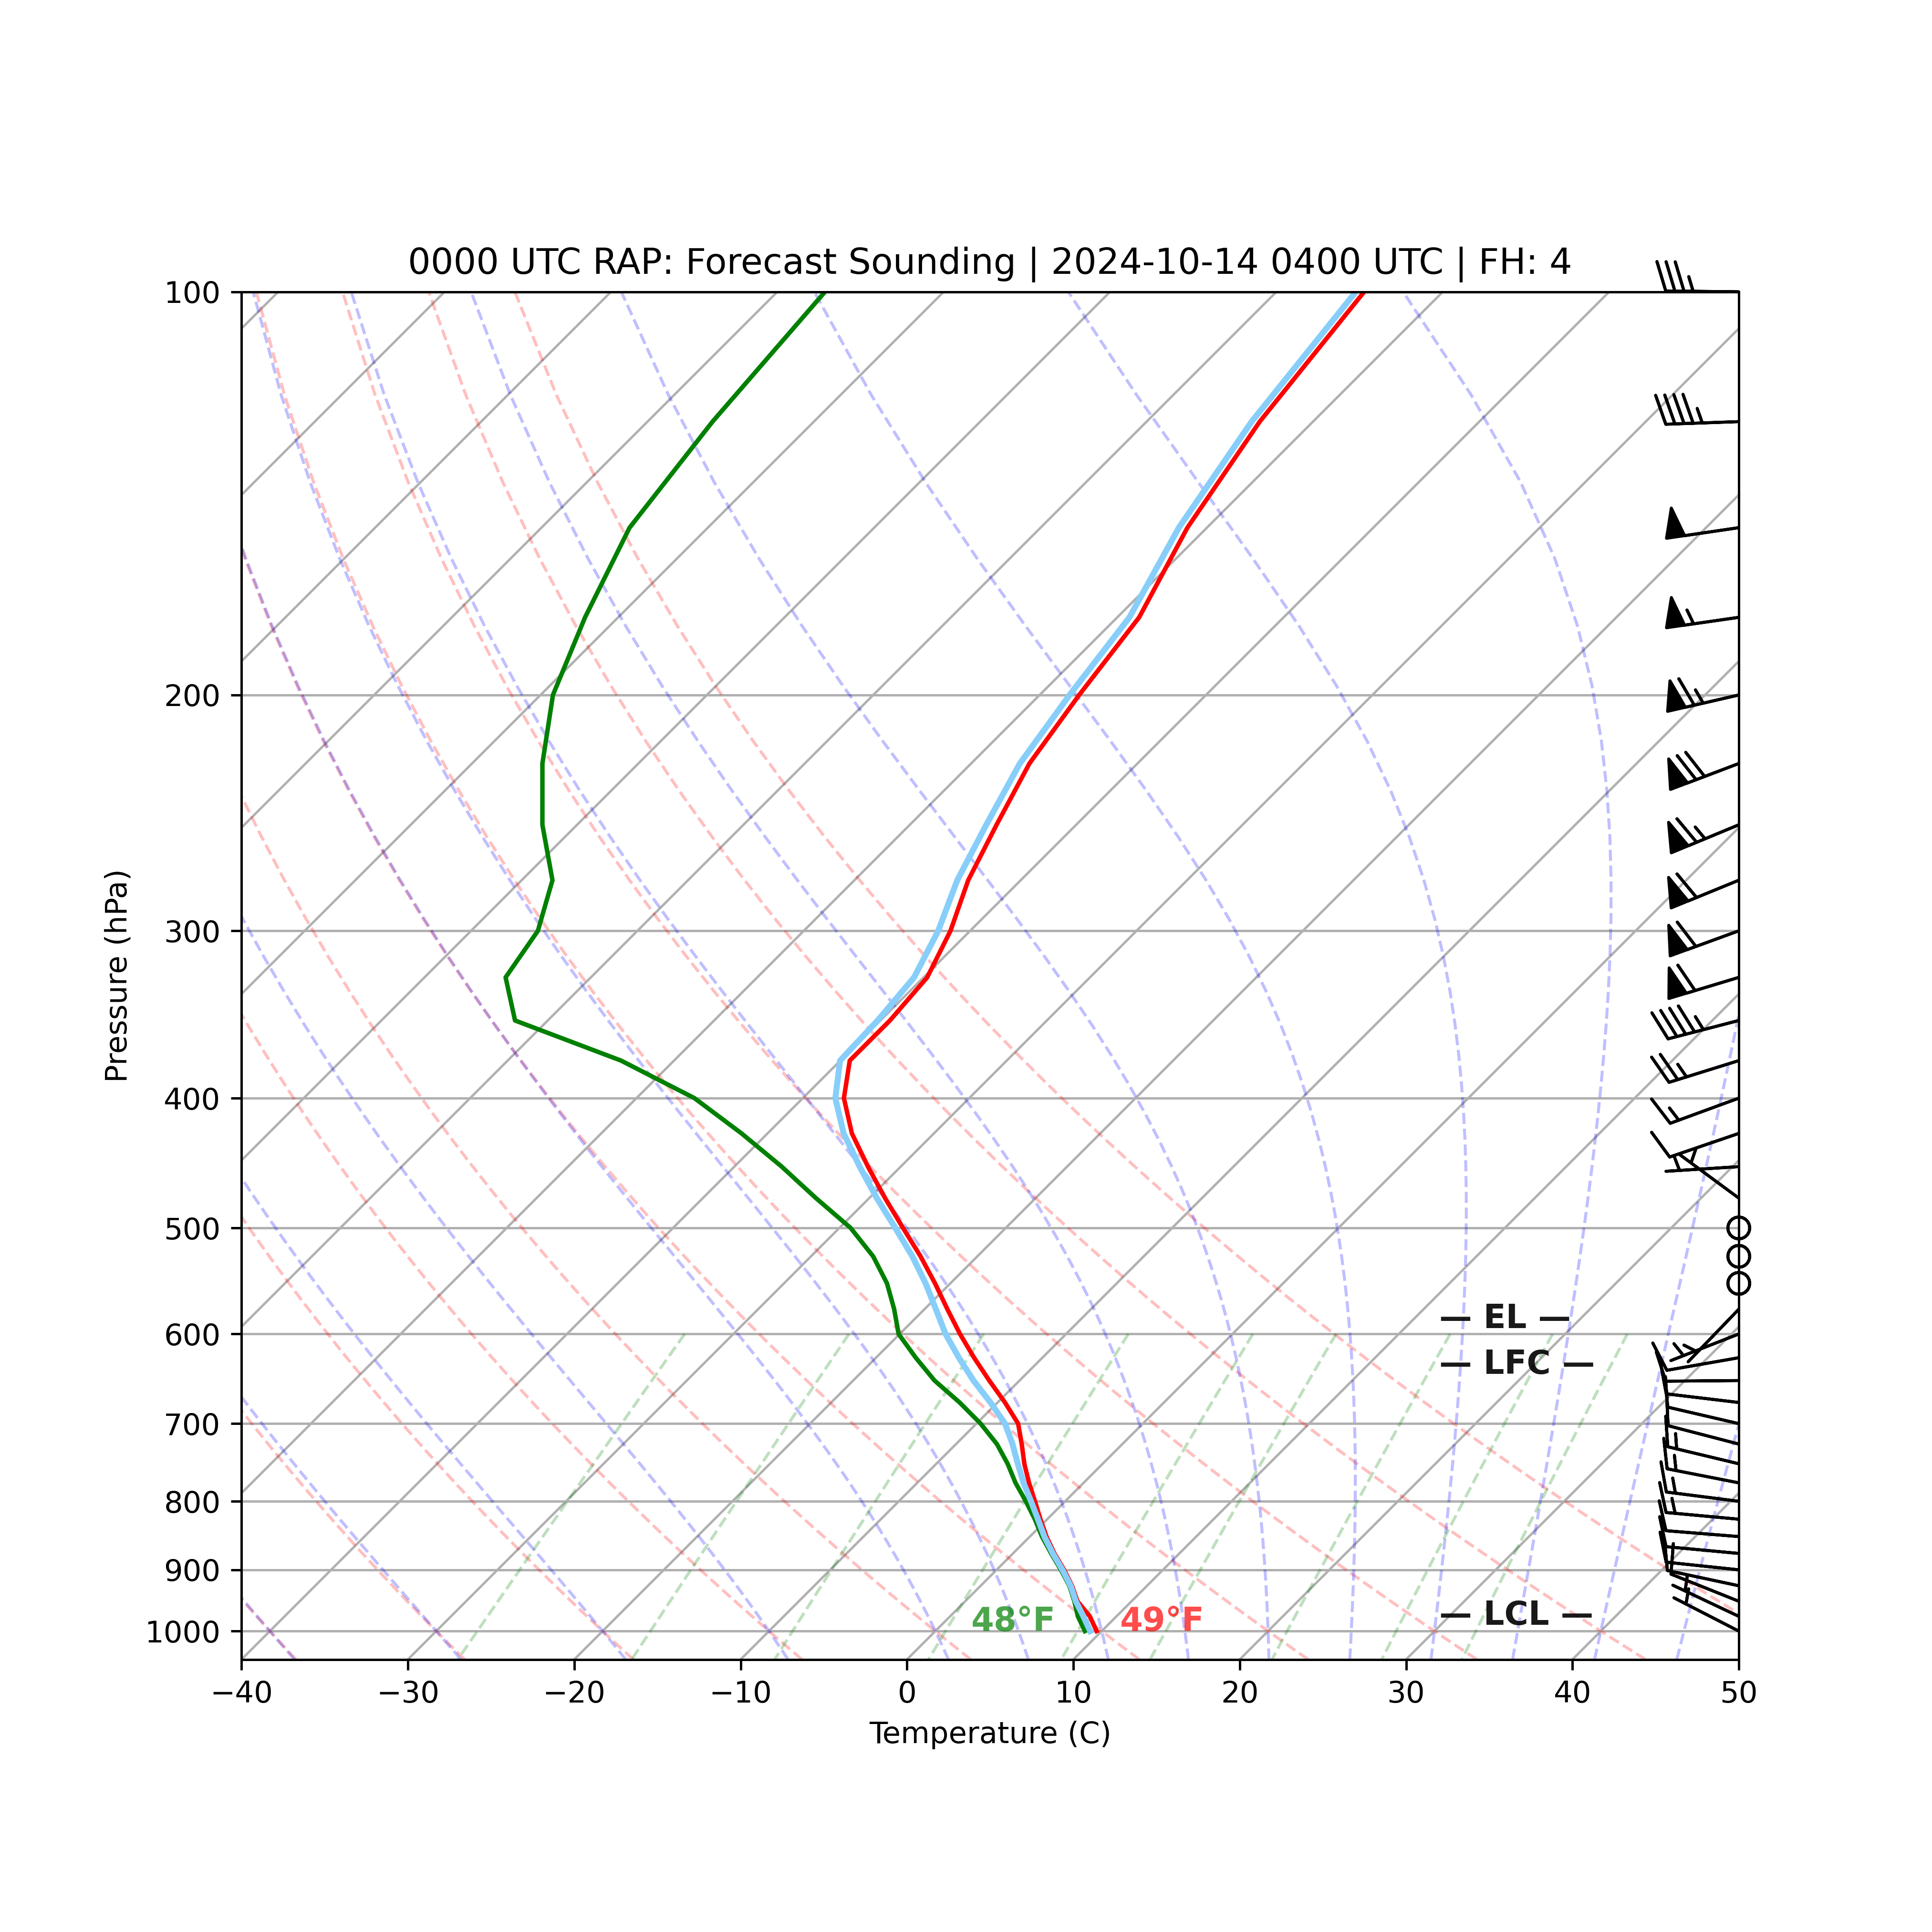 0000 UTC RAP: Forecast Sounding | 2024-10-14 0400 UTC | FH: 4
100
200
300
400
500
600
700
800
900
1000
Pressure (hPa)
— EL —
— LFC —
— LCL —
48°F
49°F
−40
−30
−20
−10
0
10
20
30
40
50
Temperature (C)